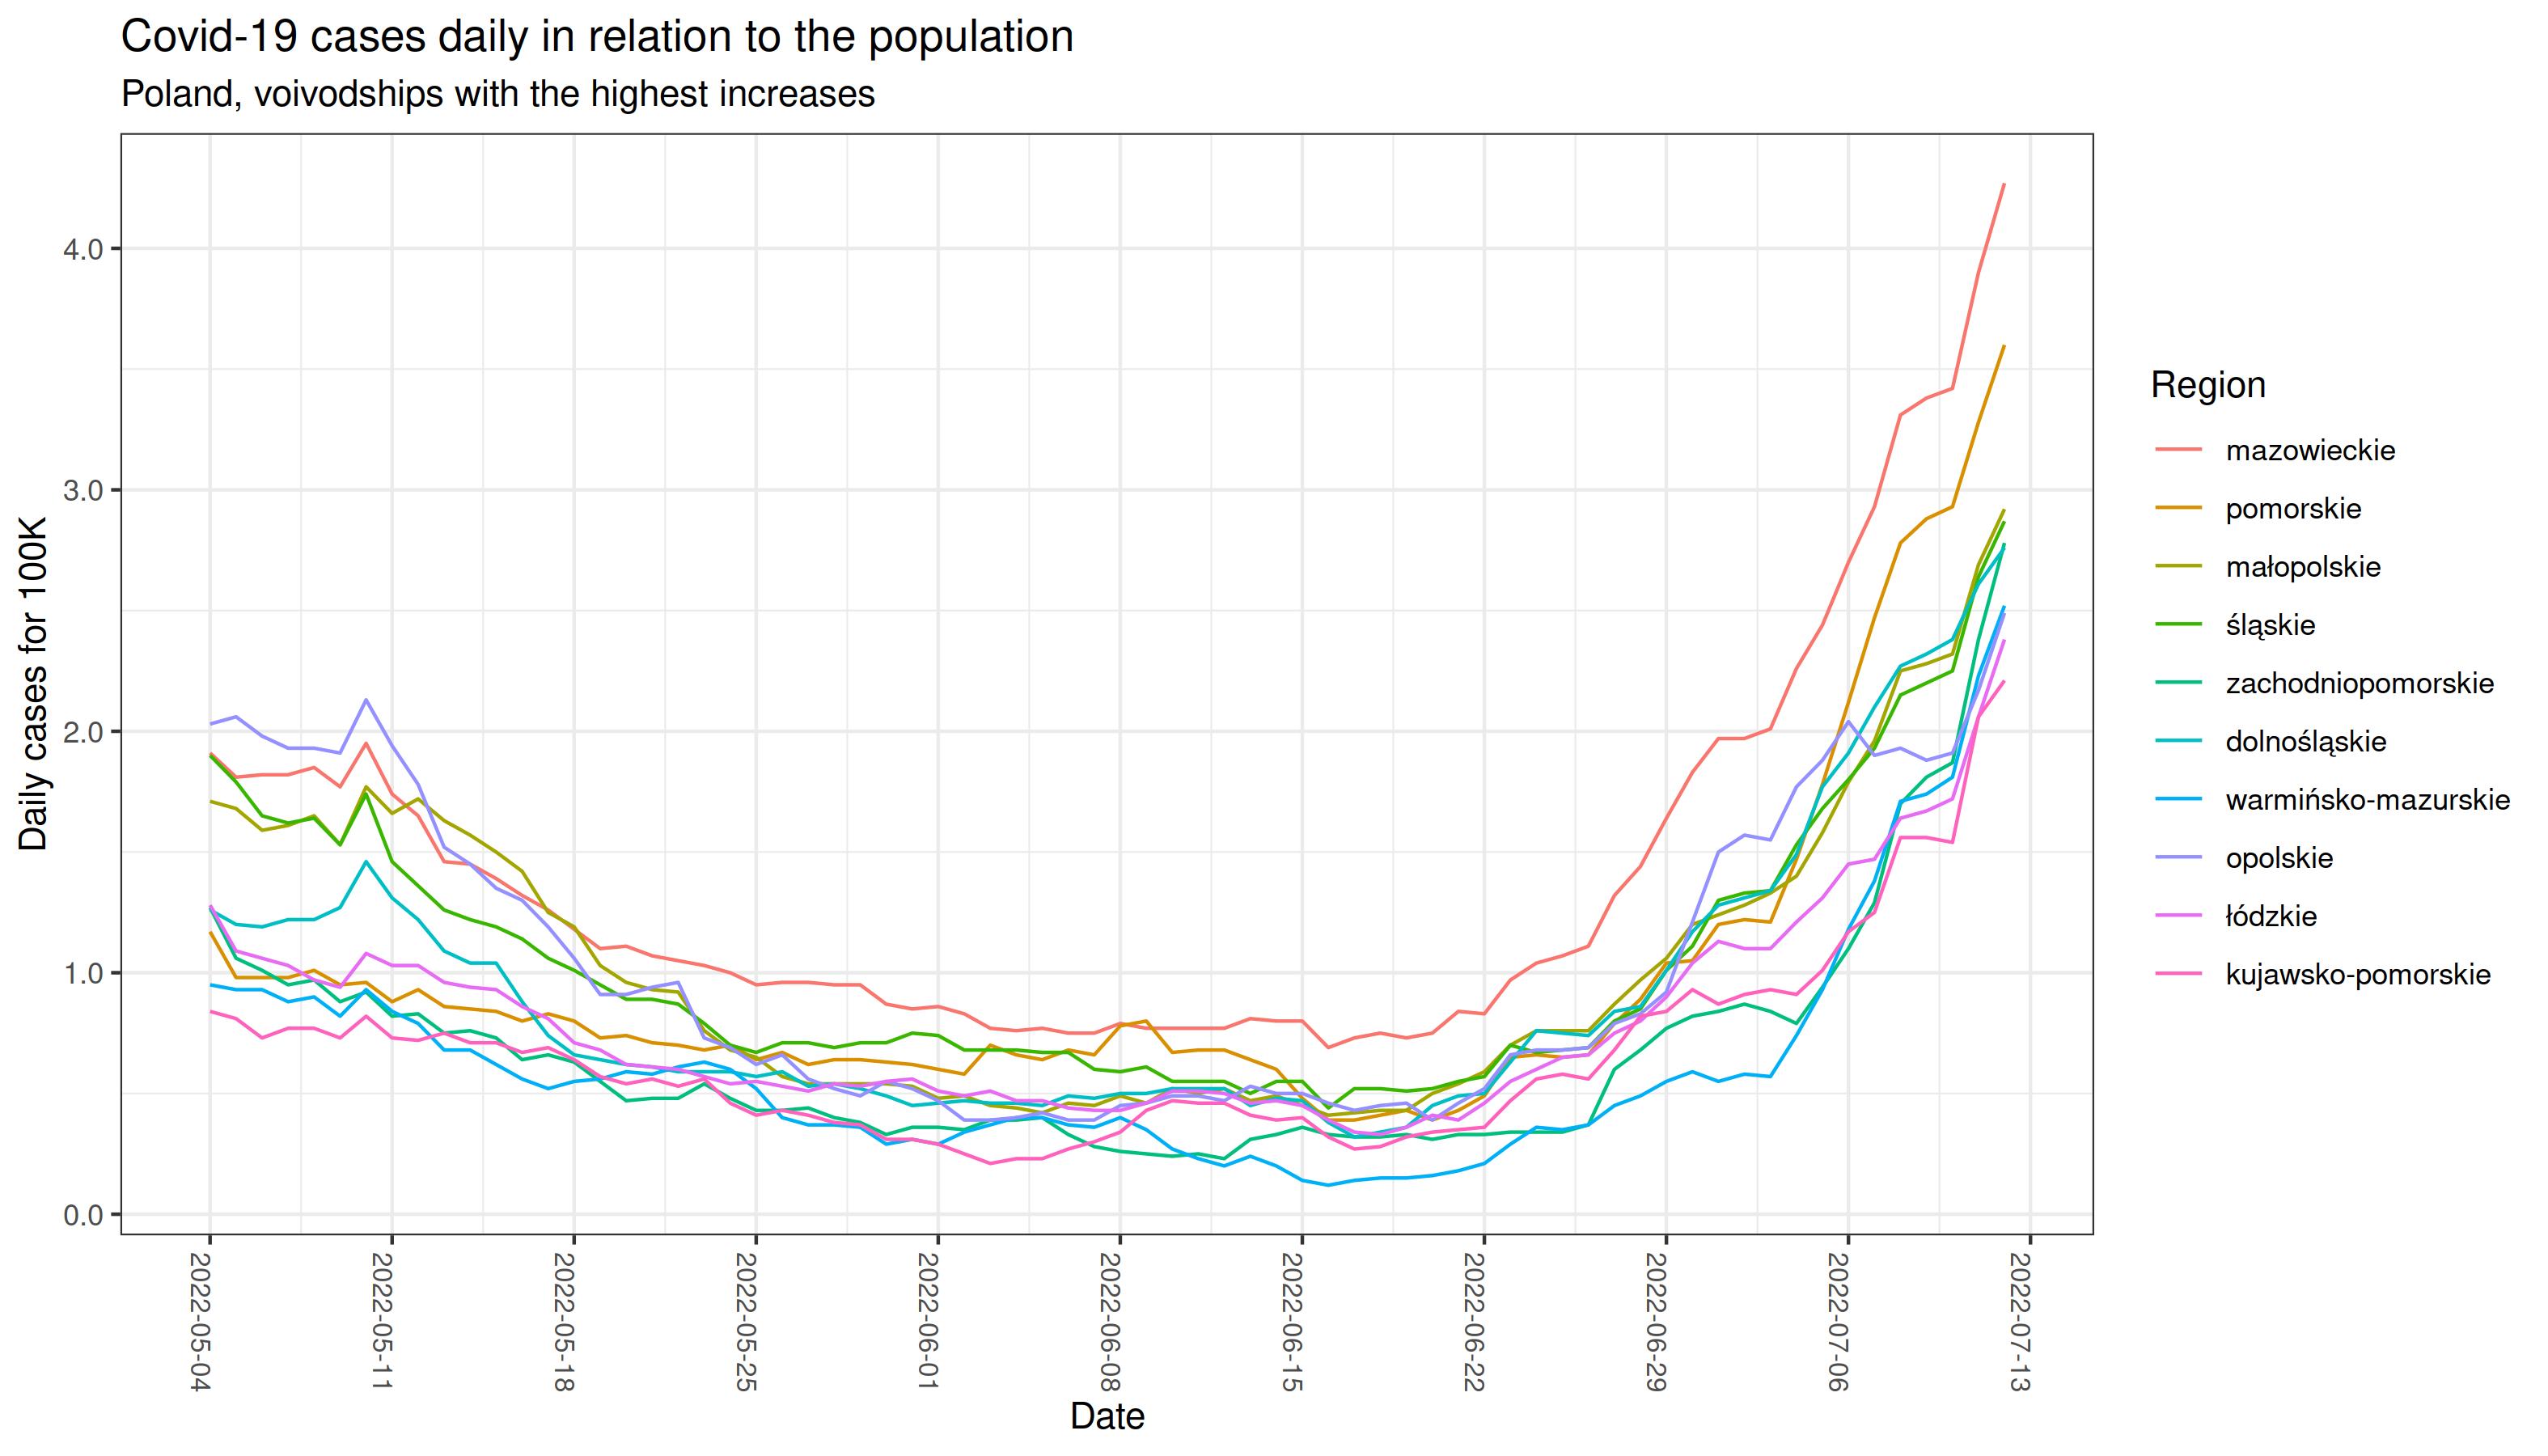 Covid-19 cases daily in relation to the population
Poland, voivodships with the highest increases
Daily cases for 100K
4.0
3.0
2.0
1.0
0.0
2022-05-04
2022-05-11
2022-05-18
2022-05-25
2022-06-01
2022-06-08
2022-06-15
2022-06-22
2022-06-29
2022-07-06
2022-07-13
Date
Region
mazowieckie
pomorskie
małopolskie
śląskie
zachodniopomorskie
dolnośląskie
warmińsko-mazurskie
opolskie
łódzkie
kujawsko-pomorskie